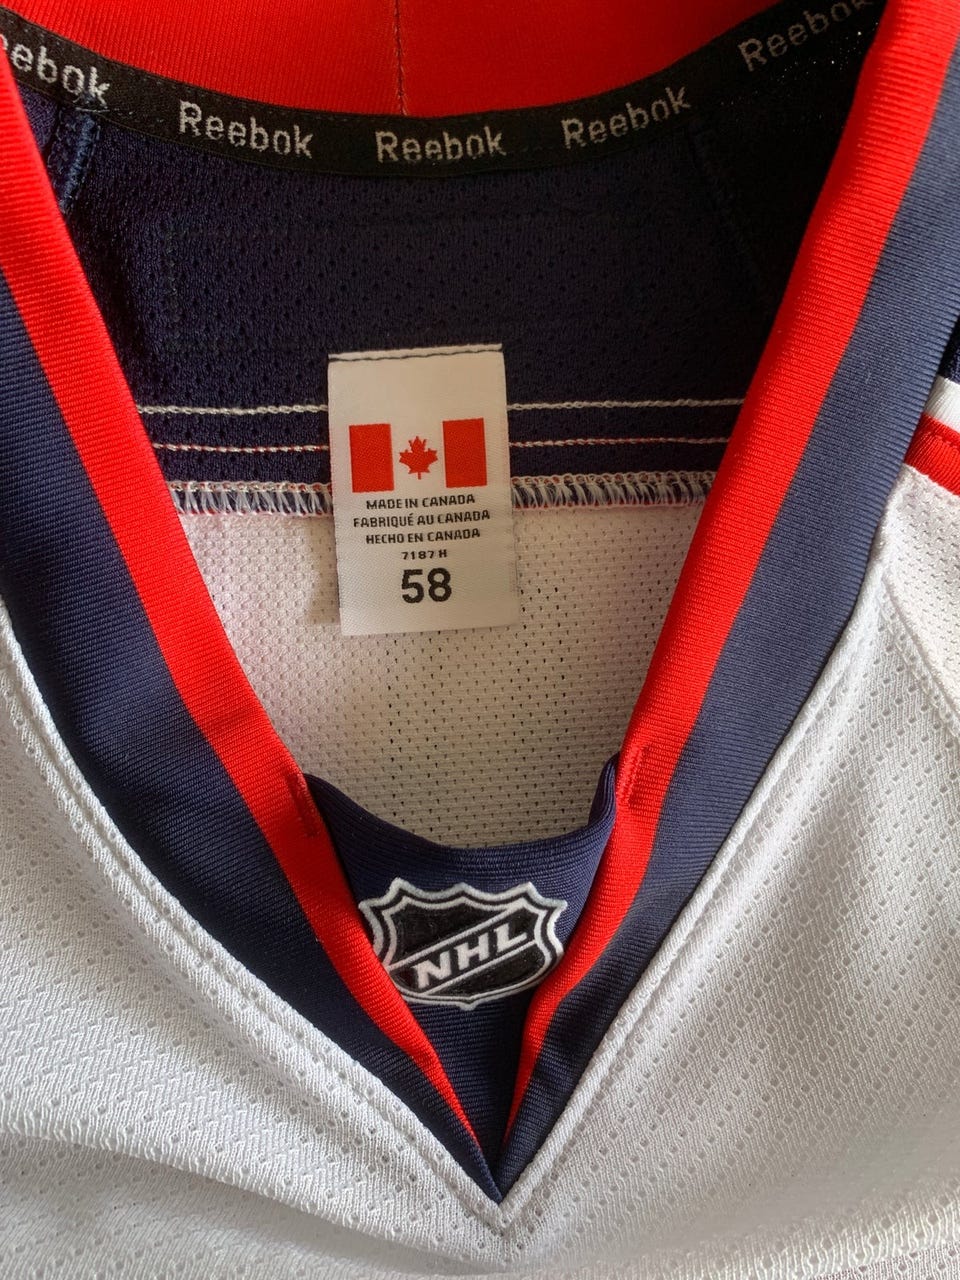 Reebok
Reebok
Reebok
Reebok
Reebok
MADE IN CANADA
FABRIQUÉ AU CANADA
HECHO EN CANADA
7187 H
58
NHL